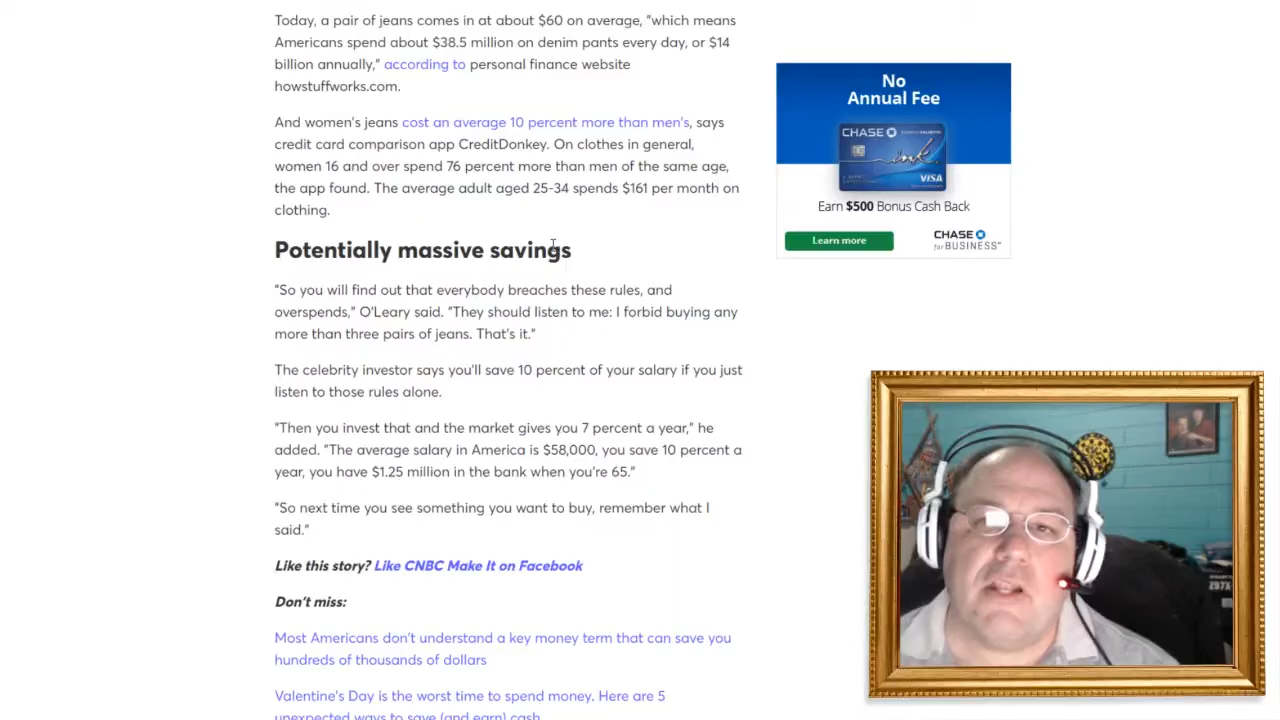 Today, a pair of jeans comes in at about $60 on average, "which means
Americans spend about $38.5 million on denim pants every day, or $14
billion annually," according to personal finance website
howstuffworks.com.
And women's jeans cost an average 10 percent more than men's, says
credit card comparison app CreditDonkey. On clothes in general,
women 16 and over spend 76 percent more than men of the same age,
the app found. The average adult aged 25-34 spends $161 per month on
clothing.
Potentially massive savings
"So you will find out that everybody breaches these rules, and
overspends," O'Leary said. "They should listen to me: I forbid buying any
more than three pairs of jeans. That's it."
The celebrity investor says you'll save 10 percent of your salary if you just
listen to those rules alone.
"Then you invest that and the market gives you 7 percent a year," he
added. "The average salary in America is $58,000, you save 10 percent a
year, you have $1.25 million in the bank when you're 65."
"So next time you see something you want to buy, remember what I
said."
Like this story? Like CNBC Make It on Facebook
Don't miss:
Most Americans don't understand a key money term that can save you
hundreds of thousands of dollars
Valentine's Day is the worst time to spend money. Here are 5
unexpected ways to save (and earn) cash
No
Annual Fee
CHASE
ink
VISA
Earn $500 Bonus Cash Back
Learn more
CHASE
for BUSINESS
Z97X